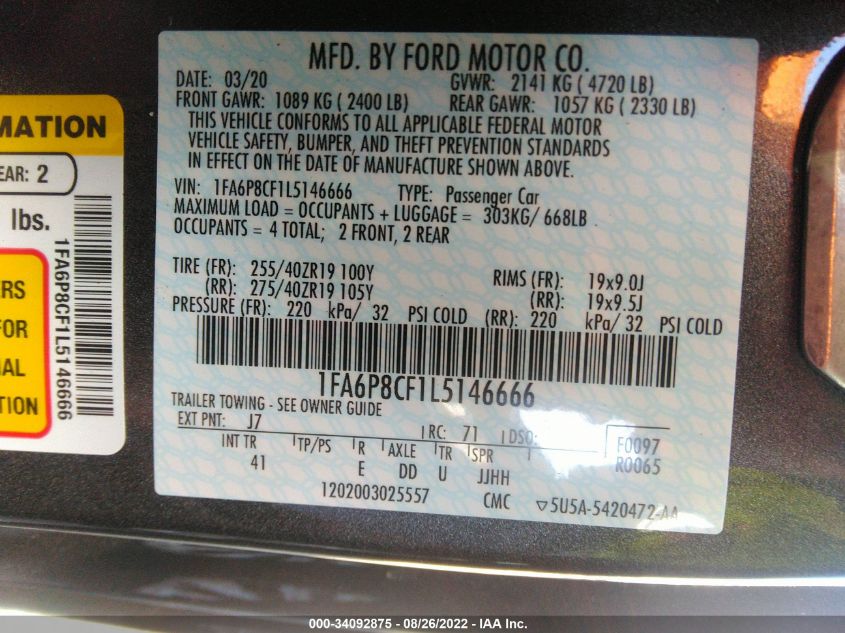 MFD. BY FORD MOTOR CO.
DATE: 03/20 GVWR: 2141 KG ( 4720 LB)
FRONT GAWR: 1089 KG ( 2400 LB) REAR GAWR: 1057 KG ( 2330 LB)
THIS VEHICLE CONFORMS TO ALL APPLICABLE FEDERAL MOTOR
VEHICLE SAFETY, BUMPER, AND THEFT PREVENTION STANDARDS
IN EFFECT ON THE DATE OF MANUFACTURE SHOWN ABOVE.
VIN: 1FA6P8CF1L5146666 TYPE: Passenger Car
MAXIMUM LOAD = OCCUPANTS + LUGGAGE = 303KG/ 668LB
OCCUPANTS = 4 TOTAL; 2 FRONT, 2 REAR
TIRE (FR): 255/40ZR19 100Y RIMS (FR): 19x9.0J
(RR): 275/40ZR19 105Y (RR): 19x9.5J
PRESSURE (FR): 220 kPa/ 32 PSI COLD (RR): 220 kPa/ 32 PSI COLD
1FA6P8CF1L5146666
TRAILER TOWING - SEE OWNER GUIDE
EXT PNT: J7 RC: 71 DSO: F0097
INT TR TP/PS R AXLE TR SPR R0065
41 E DD U JJHH
1202003025557 CMC ▽5U5A-5420472-AA
MATION
EAR: 2
lbs.
1FA6P8CF1L5146666
ERS
FOR
IAL
TION
000-34092875 - 08/26/2022 - IAA Inc.